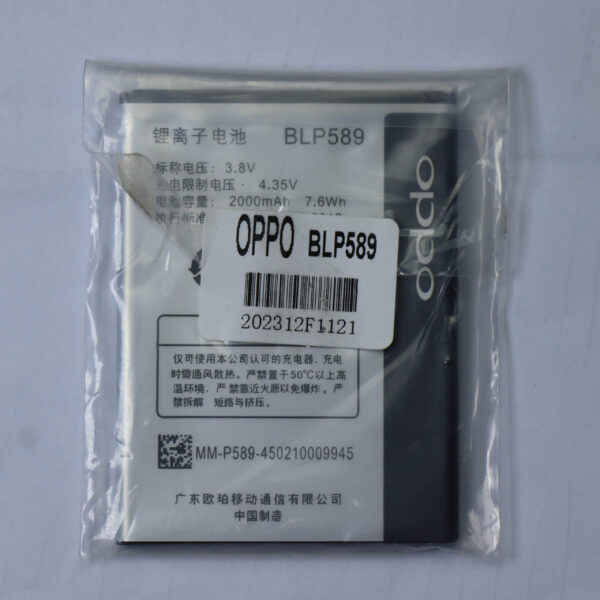 锂离子电池 BLP589
标称电压: 3.8V
充电限制电压: 4.35V
电池容量: 2000mAh 7.6Wh
执行标准
oppo
OPPO BLP589
202312F1121
仅可使用本公司认可的充电器, 充电
时需通风散热。严禁置于50℃以上高
温环境, 严禁靠近火源以免爆炸。严
禁拆解 短路与挤压。
MM-P589-450210009945
广东欧珀移动通信有限公司
中国制造